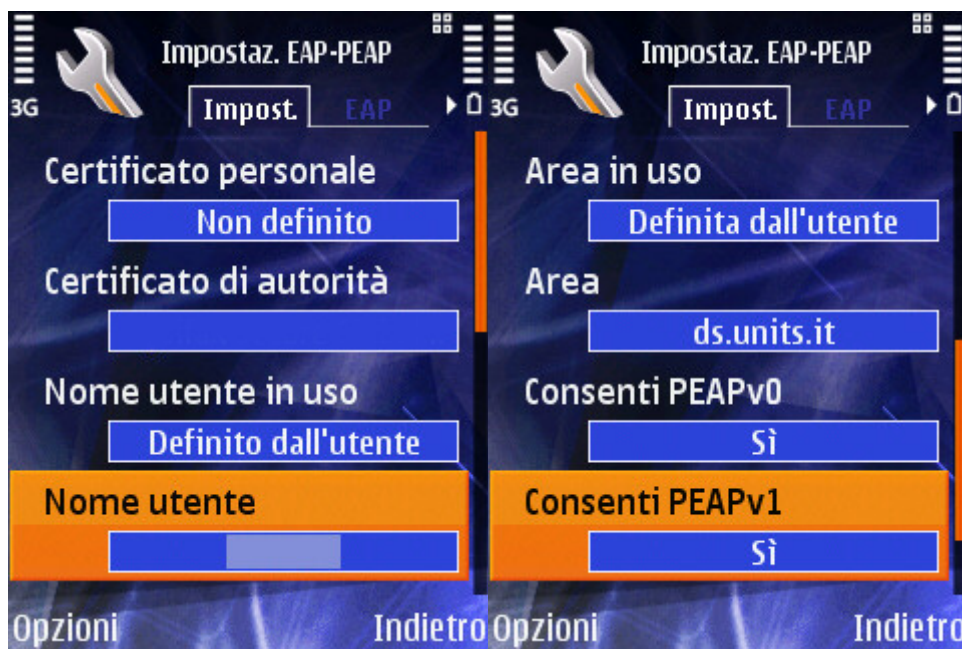 Impostaz. EAP-PEAP
3G
Impost.
EAP
Certificato personale
Non definito
Certificato di autorità
Nome utente in uso
Definito dall'utente
Nome utente
Opzioni
Indietro
Impostaz. EAP-PEAP
3G
Impost.
EAP
Area in uso
Definita dall'utente
Area
ds.units.it
Consenti PEAPv0
Sì
Consenti PEAPv1
Sì
Opzioni
Indietro